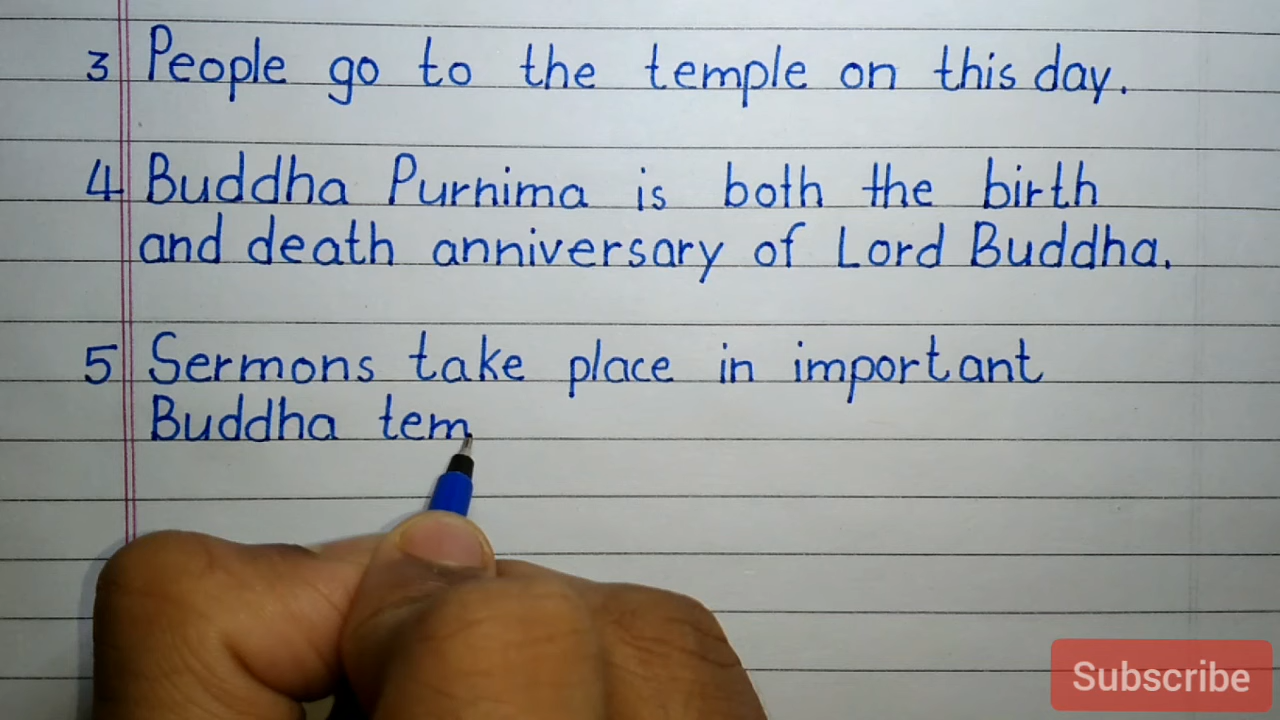 3 People go to the temple on this day.
4 Buddha Purnima is both the birth
and death anniversary of Lord Buddha.
5 Sermons take place in important
Buddha tem
Subscribe